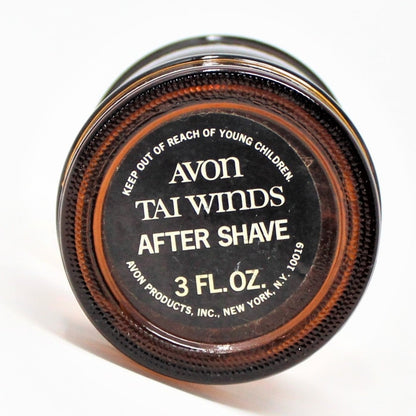 KEEP OUT OF REACH OF YOUNG CHILDREN.
AVON
TAI WINDS
AFTER SHAVE
3 FL. OZ.
AVON PRODUCTS, INC., NEW YORK, N.Y. 10019